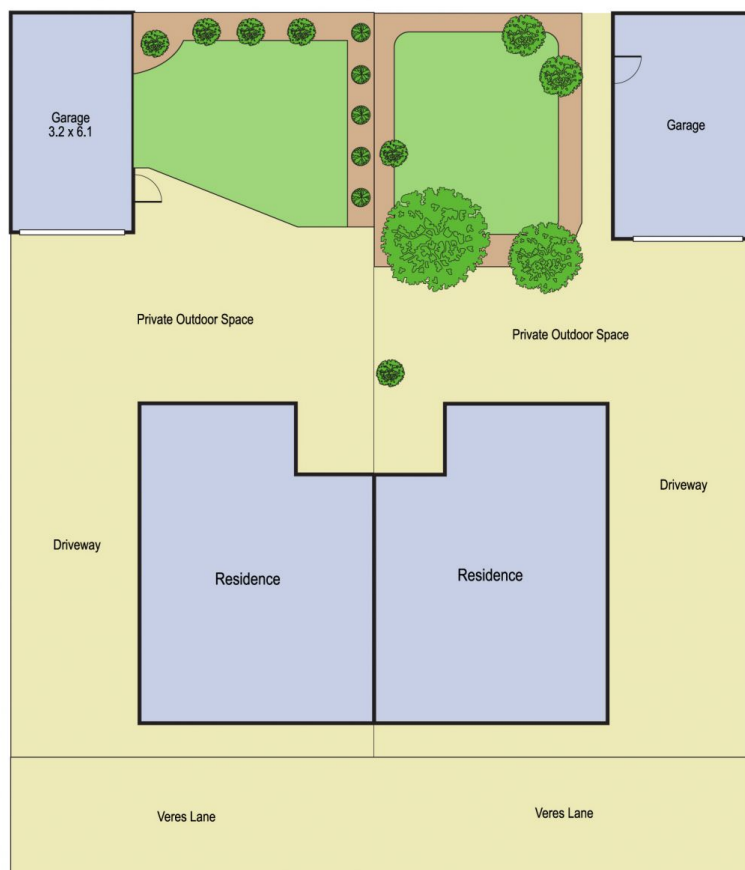 Garage
3.2 x 6.1
Garage
Private Outdoor Space
Private Outdoor Space
Driveway
Driveway
Residence
Residence
Veres Lane
Veres Lane